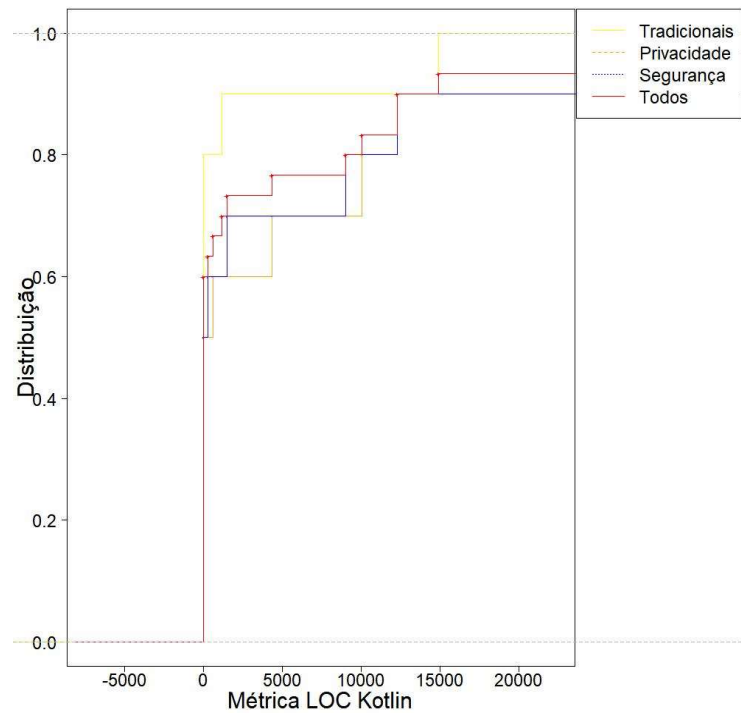 Tradicionais
Privacidade
Segurança
Todos
Distribuição
1.0
0.8
0.6
0.4
0.2
0.0
-5000 0 5000 10000 15000 20000
Métrica LOC Kotlin